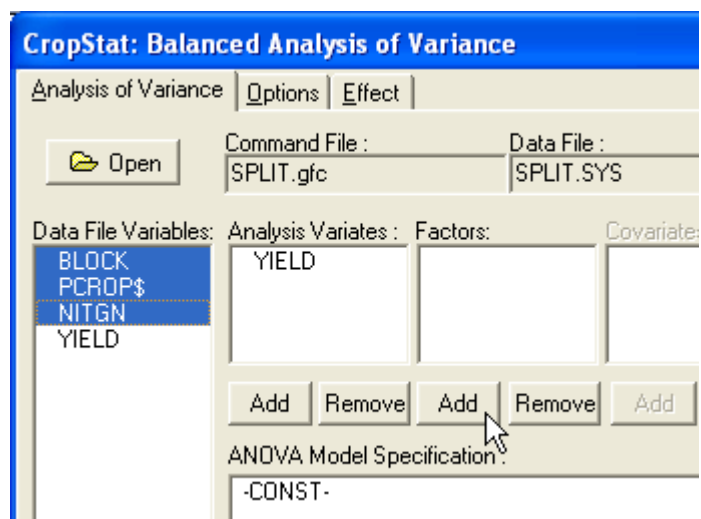 CropStat: Balanced Analysis of Variance
Analysis of Variance Options Effect
Open
Command File : Data File :
SPLIT.gfc SPLIT.SYS
Data File Variables: Analysis Variates : Factors: Covariates
BLOCK YIELD
PCROP$
NITGN
YIELD
Add Remove Add Remove Add
ANOVA Model Specification :
-CONST-